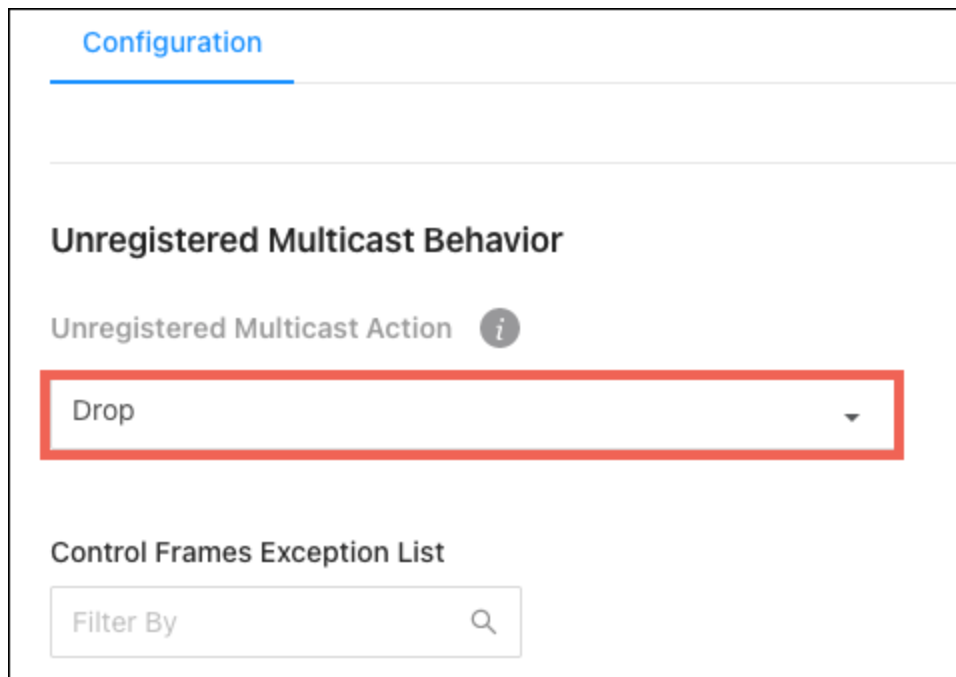 Configuration
Unregistered Multicast Behavior
Unregistered Multicast Action i
Drop
Control Frames Exception List
Filter By